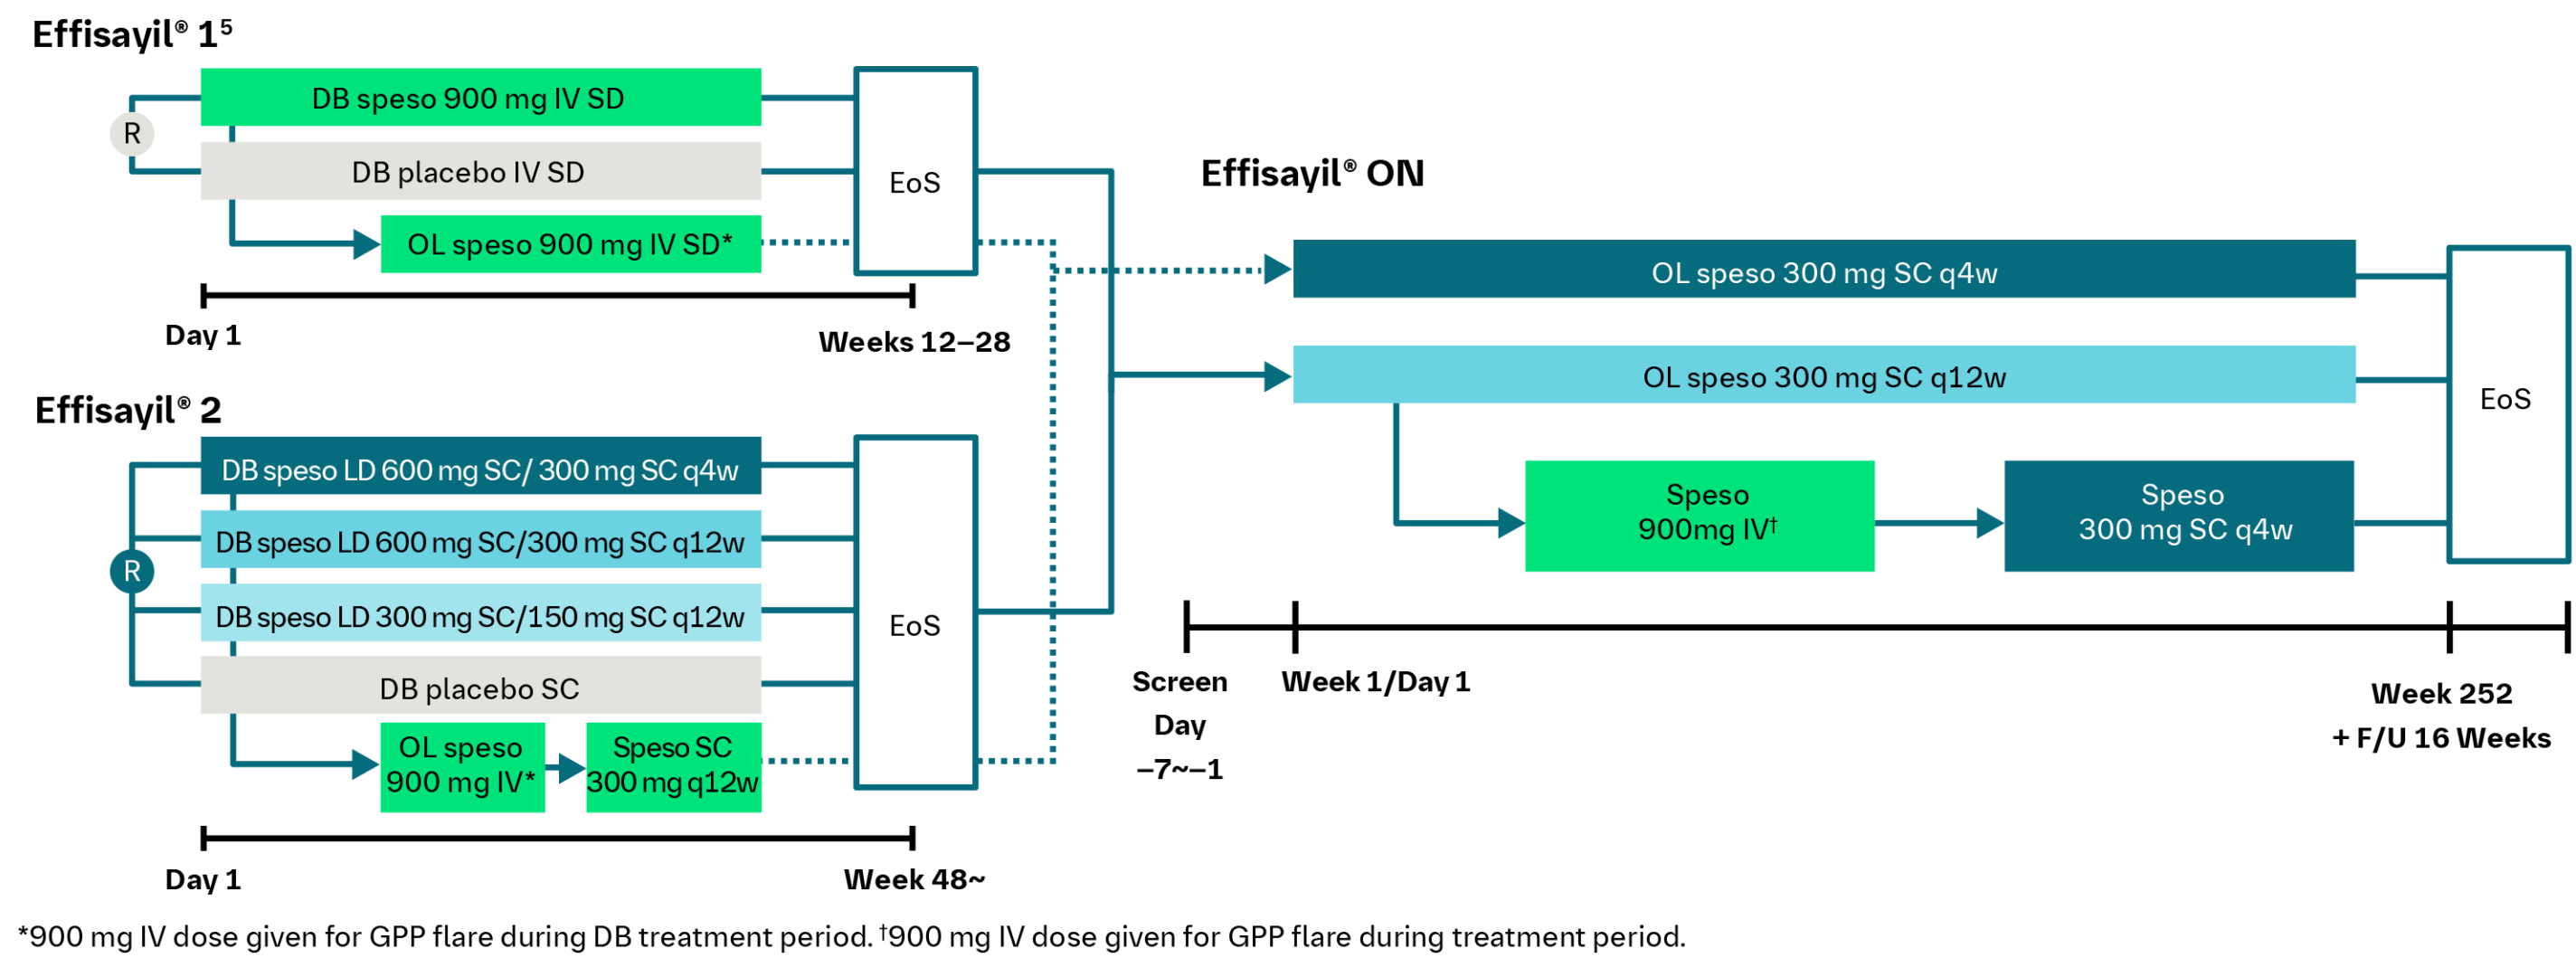 Effisayil® 1⁵
R
DB speso 900 mg IV SD
DB placebo IV SD
OL speso 900 mg IV SD*
EoS
Day 1
Weeks 12–28
Effisayil® 2
R
DB speso LD 600 mg SC/ 300 mg SC q4w
DB speso LD 600 mg SC/300 mg SC q12w
DB speso LD 300 mg SC/150 mg SC q12w
DB placebo SC
OL speso
900 mg IV*
Speso SC
300 mg q12w
EoS
Day 1
Week 48~
Effisayil® ON
OL speso 300 mg SC q4w
OL speso 300 mg SC q12w
Speso
900mg IV†
Speso
300 mg SC q4w
EoS
Screen
Day
–7~–1
Week 1/Day 1
Week 252
+ F/U 16 Weeks
*900 mg IV dose given for GPP flare during DB treatment period. †900 mg IV dose given for GPP flare during treatment period.